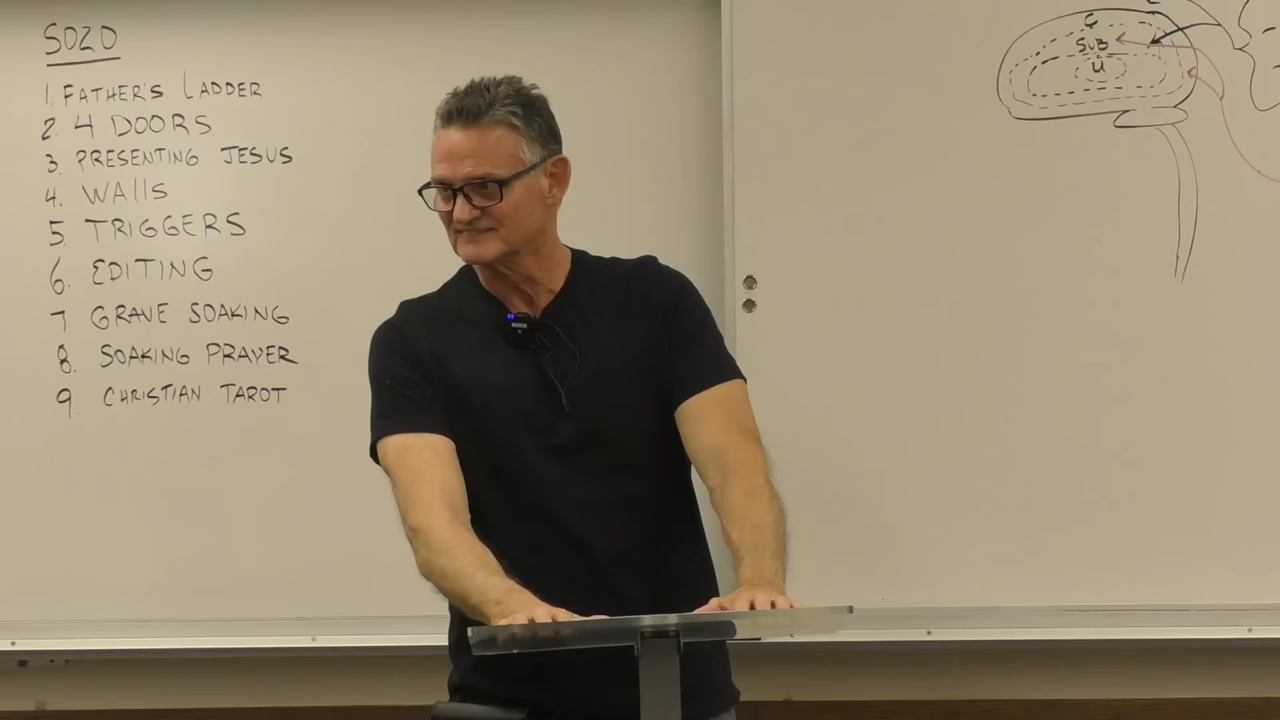 SOZO
1. FATHER'S LADDER
2. 4 DOORS
3. PRESENTING JESUS
4. WALLS
5. TRIGGERS
6. EDITING
7. GRAVE SOAKING
8. SOAKING PRAYER
9. CHRISTIAN TAROT
C
SUB
U